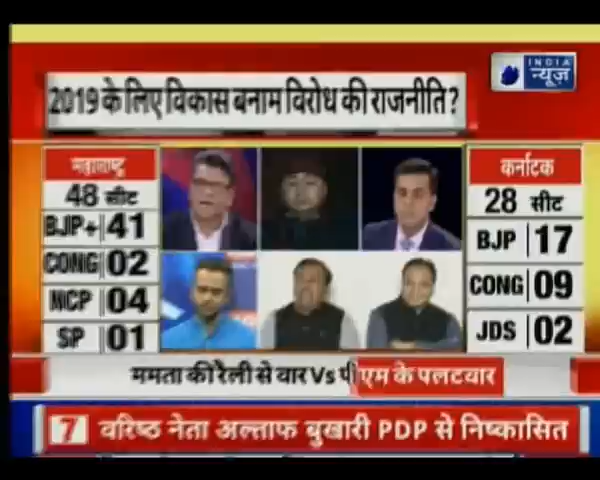 INDIA
न्यूज़
2019 के लिए विकास बनाम विरोध की राजनीति ?
महाराष्ट्र
48 सीट
BJP+ 41
CONG 02
NCP 04
SP 01
कर्नाटक
28 सीट
BJP 17
CONG 09
JDS 02
ममता की रैली से वार Vs पीएम के पलटवार
7 वरिष्ठ नेता अल्ताफ बुखारी PDP से निष्कासित